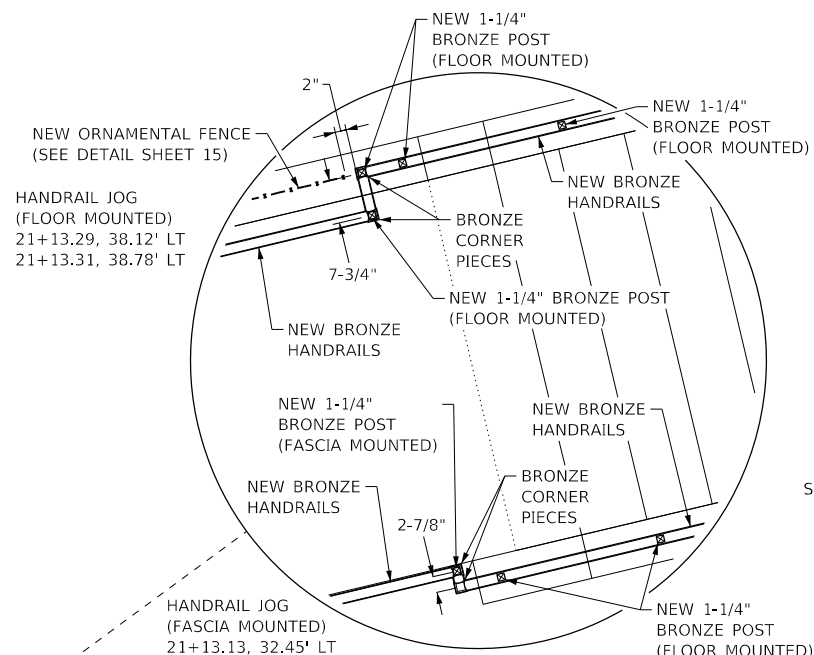 NEW 1-1/4"
BRONZE POST
(FLOOR MOUNTED)
2"
NEW 1-1/4"
BRONZE POST
(FLOOR MOUNTED)
NEW ORNAMENTAL FENCE
(SEE DETAIL SHEET 15)
NEW BRONZE
HANDRAILS
HANDRAIL JOG
(FLOOR MOUNTED)
21+13.29, 38.12' LT
21+13.31, 38.78' LT
BRONZE
CORNER
PIECES
7-3/4"
NEW 1-1/4" BRONZE POST
(FLOOR MOUNTED)
NEW BRONZE
HANDRAILS
NEW 1-1/4"
BRONZE POST
(FASCIA MOUNTED)
NEW BRONZE
HANDRAILS
NEW BRONZE
HANDRAILS
BRONZE
CORNER
PIECES
S
2-7/8"
HANDRAIL JOG
(FASCIA MOUNTED)
21+13.13, 32.45' LT
NEW 1-1/4"
BRONZE POST
(FLOOR MOUNTED)